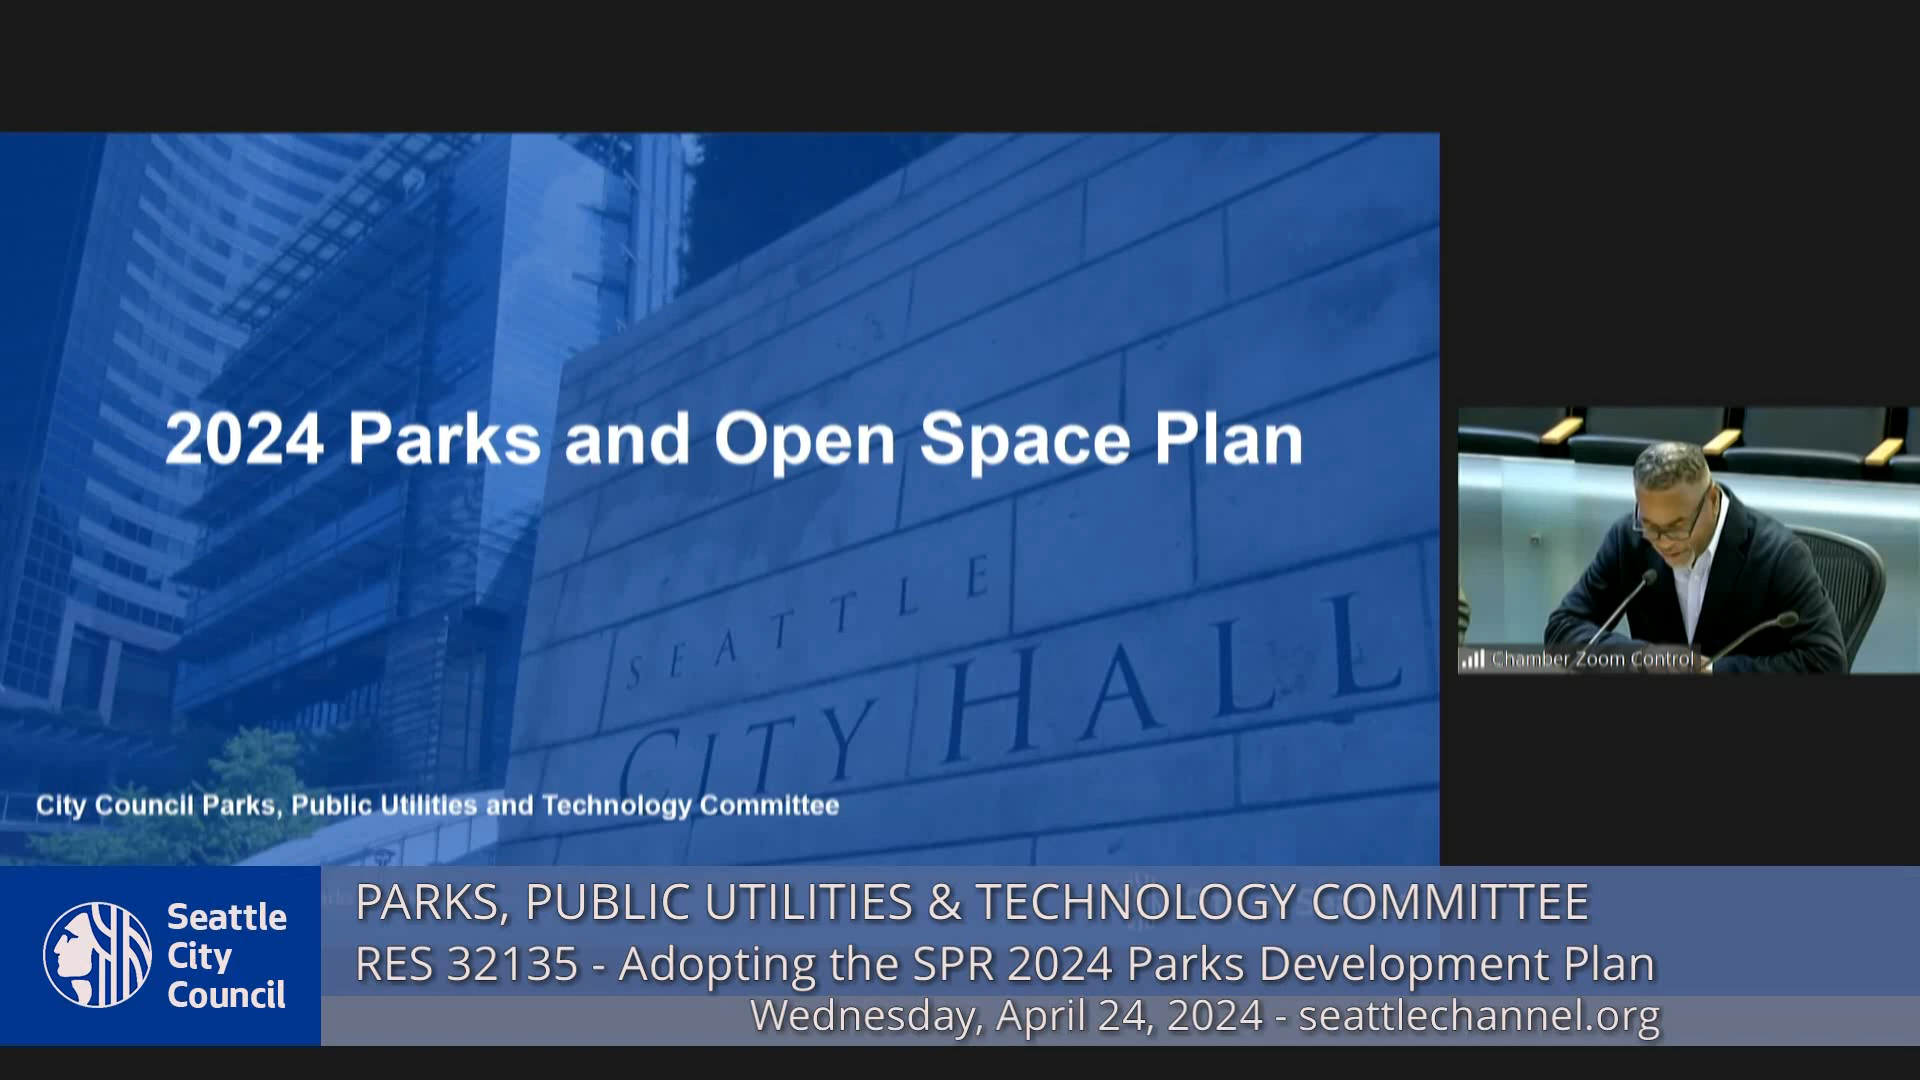 2024 Parks and Open Space Plan
SEATTLE
CITY HALL
City Council Parks, Public Utilities and Technology Committee
Chamber Zoom Control
Seattle
City
Council
PARKS, PUBLIC UTILITIES & TECHNOLOGY COMMITTEE
RES 32135 - Adopting the SPR 2024 Parks Development Plan
Wednesday, April 24, 2024 - seattlechannel.org